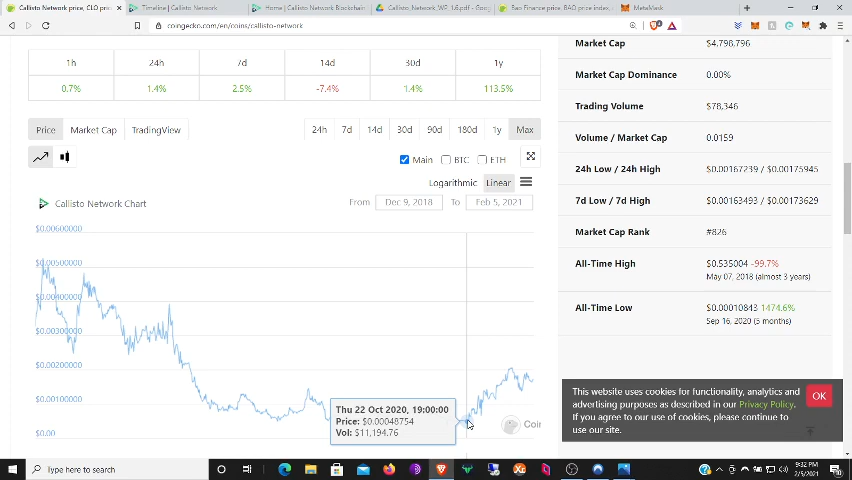 Callisto Network price, CLO pric
Timeline | Callisto Network
Home | Callisto Network Blockchain
Callisto_Network_WP_1.6.pdf - Goo
Bao Finance price, BAO price index,
MetaMask
coingecko.com/en/coins/callisto-network
1h 24h 7d 14d 30d 1y
0.7% 1.4% 2.5% -7.4% 1.4% 113.5%
Price Market Cap TradingView 24h 7d 14d 30d 90d 180d 1y Max
Main BTC ETH
Logarithmic Linear
Callisto Network Chart From Dec 9, 2018 To Feb 5, 2021
$0.00600000
$0.00500000
$0.00400000
$0.00300000
$0.00200000
$0.00100000
$0.00
Thu 22 Oct 2020, 19:00:00
Price: $0.00048754
Vol: $11,194.76
Coin
Market Cap $4,798,796
Market Cap Dominance 0.00%
Trading Volume $78,346
Volume / Market Cap 0.0159
24h Low / 24h High $0.00167239 / $0.00175945
7d Low / 7d High $0.00163493 / $0.00173629
Market Cap Rank #826
All-Time High $0.535004 -99.7%
May 07, 2018 (almost 3 years)
All-Time Low $0.00010843 1474.6%
Sep 16, 2020 (5 months)
This website uses cookies for functionality, analytics and
advertising purposes as described in our Privacy Policy.
If you agree to our use of cookies, please continue to
use our site.
OK
Type here to search
9:32 PM
2/5/2021